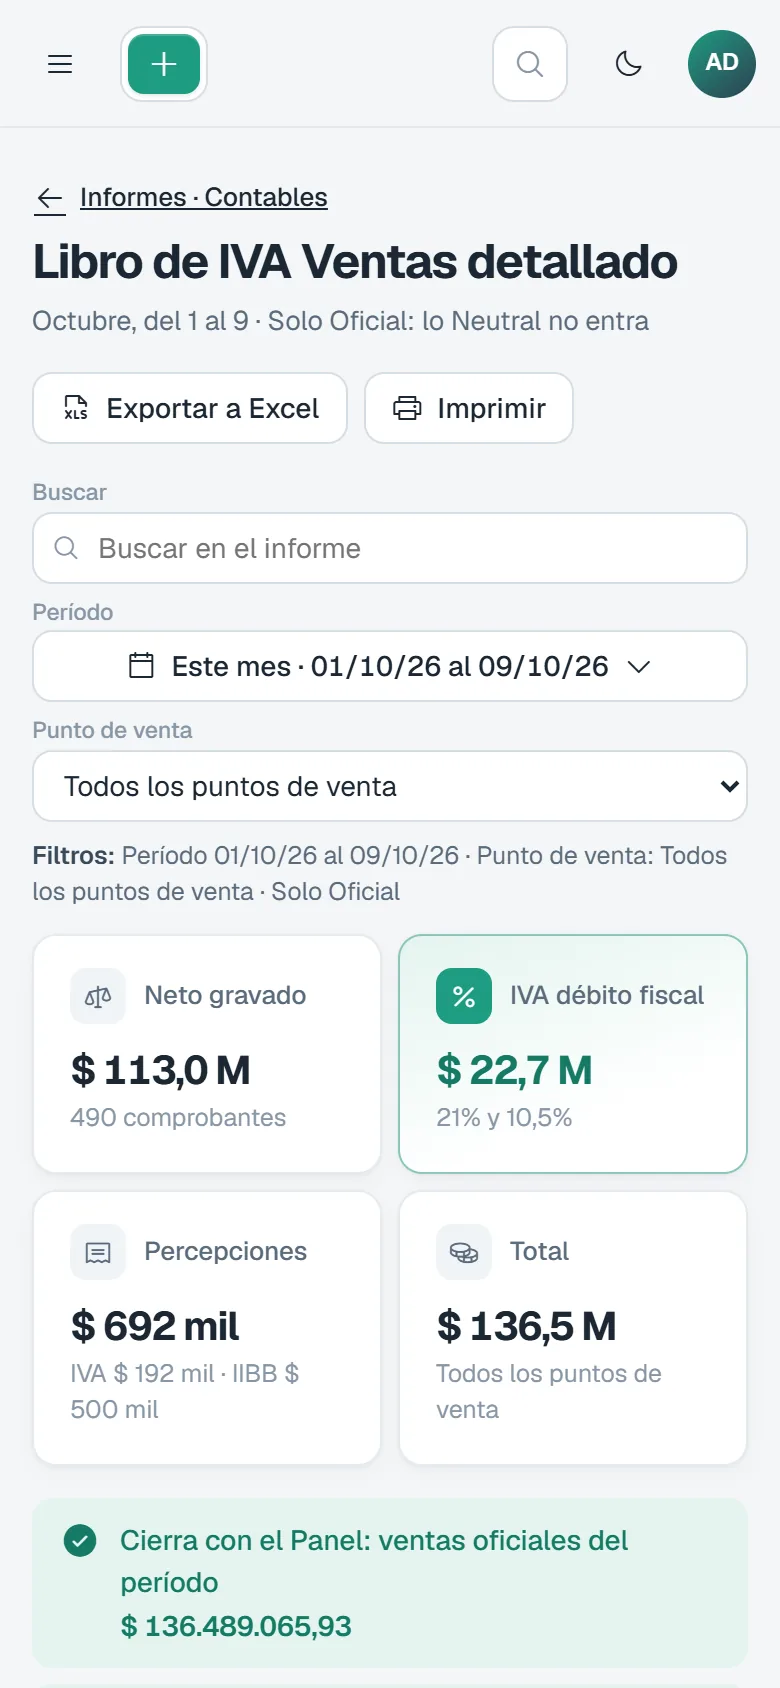 AD
Informes · Contables
Libro de IVA Ventas detallado
Octubre, del 1 al 9 · Solo Oficial: lo Neutral no entra
XLS Exportar a Excel
Imprimir
Buscar
Buscar en el informe
Período
Este mes · 01/10/26 al 09/10/26
Punto de venta
Todos los puntos de venta
Filtros: Período 01/10/26 al 09/10/26 · Punto de venta: Todos
los puntos de venta · Solo Oficial
Neto gravado
$ 113,0 M
490 comprobantes
% IVA débito fiscal
$ 22,7 M
21% y 10,5%
Percepciones
$ 692 mil
IVA $ 192 mil · IIBB $
500 mil
Total
$ 136,5 M
Todos los puntos de
venta
Cierra con el Panel: ventas oficiales del
período
$ 136.489.065,93